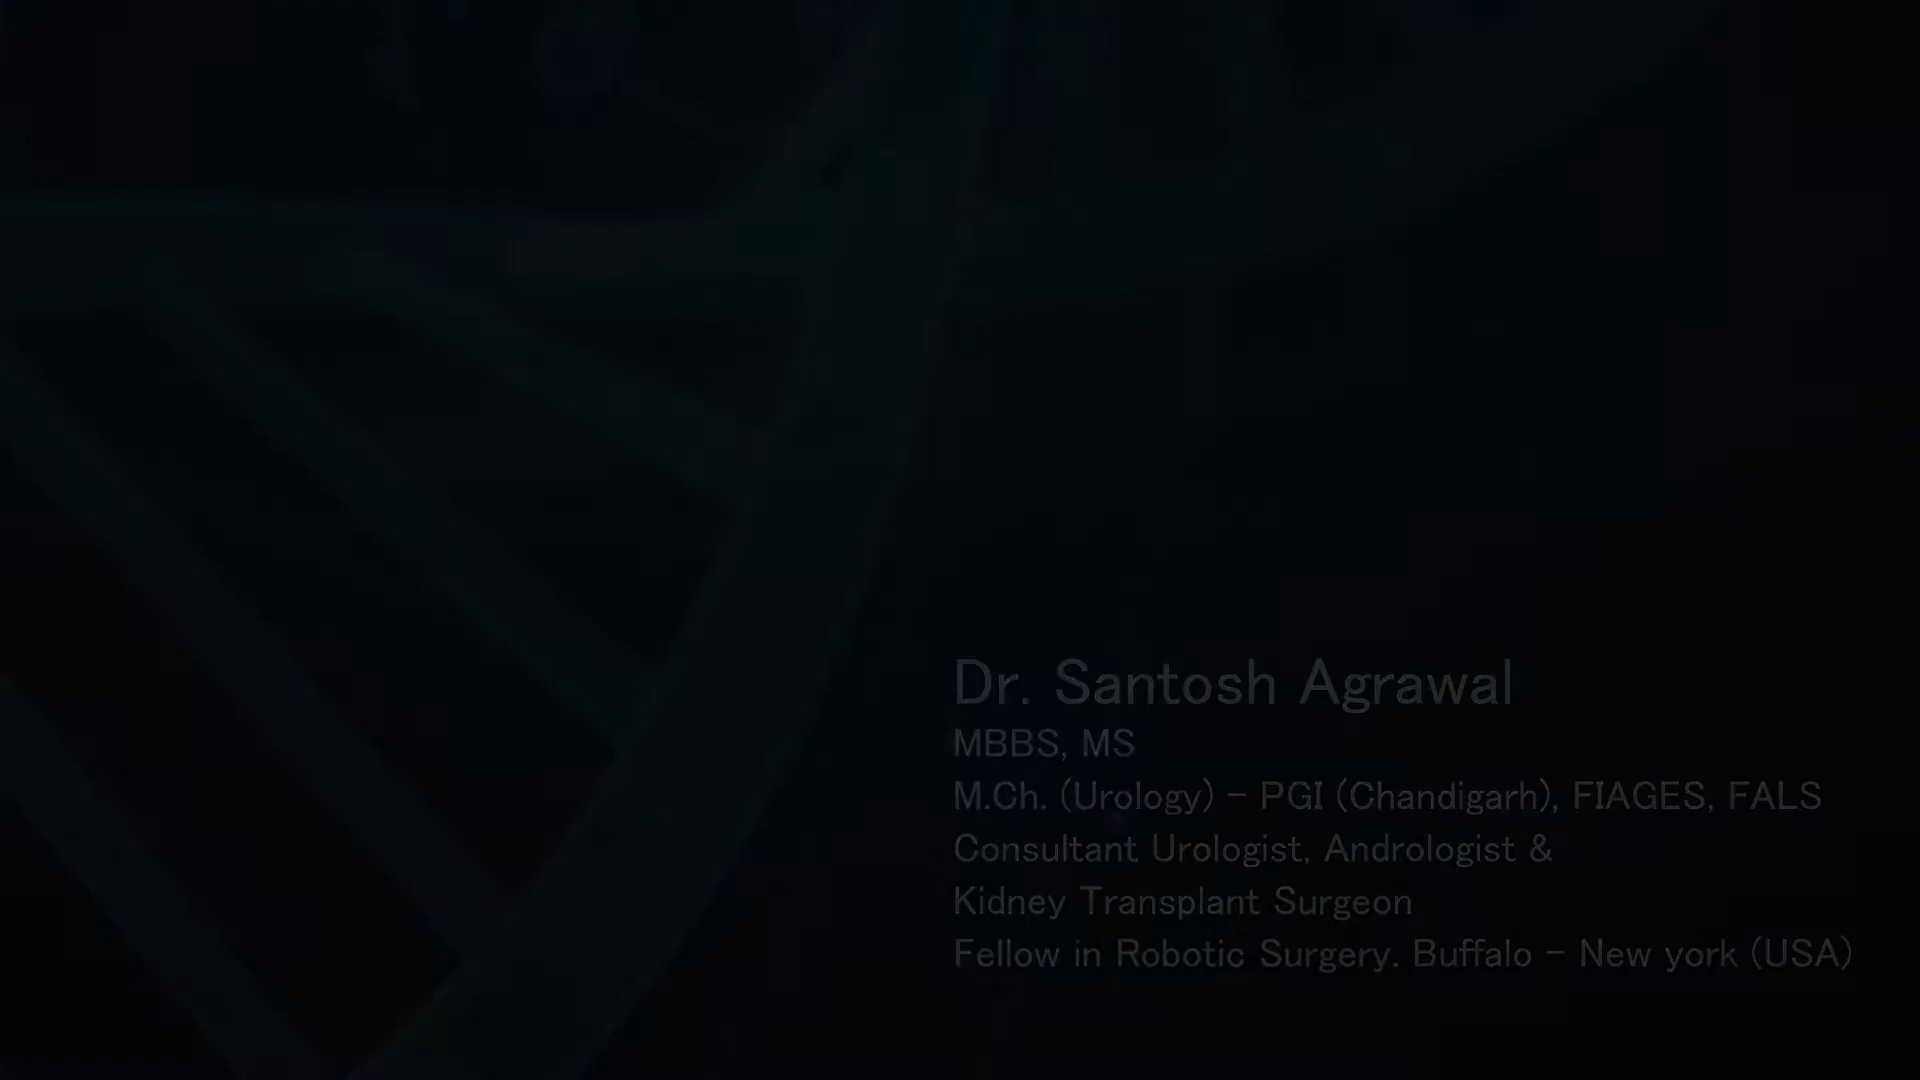 Dr. Santosh Agrawal
MBBS, MS
M.Ch. (Urology) - PGI (Chandigarh), FIAGES, FALS
Consultant Urologist, Andrologist &
Kidney Transplant Surgeon
Fellow in Robotic Surgery. Buffalo - New york (USA)